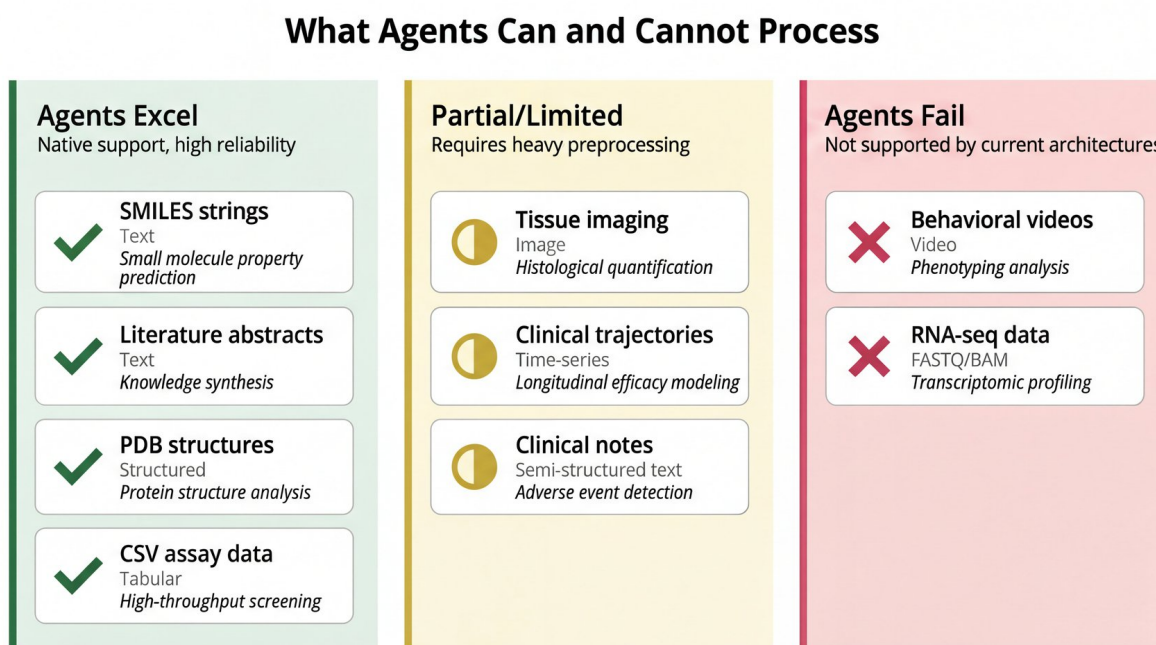 What Agents Can and Cannot Process
Agents Excel
Native support, high reliability
SMILES strings
Text
Small molecule property
prediction
Literature abstracts
Text
Knowledge synthesis
PDB structures
Structured
Protein structure analysis
CSV assay data
Tabular
High-throughput screening
Partial/Limited
Requires heavy preprocessing
Tissue imaging
Image
Histological quantification
Clinical trajectories
Time-series
Longitudinal efficacy modeling
Clinical notes
Semi-structured text
Adverse event detection
Agents Fail
Not supported by current architectures
Behavioral videos
Video
Phenotyping analysis
RNA-seq data
FASTQ/BAM
Transcriptomic profiling